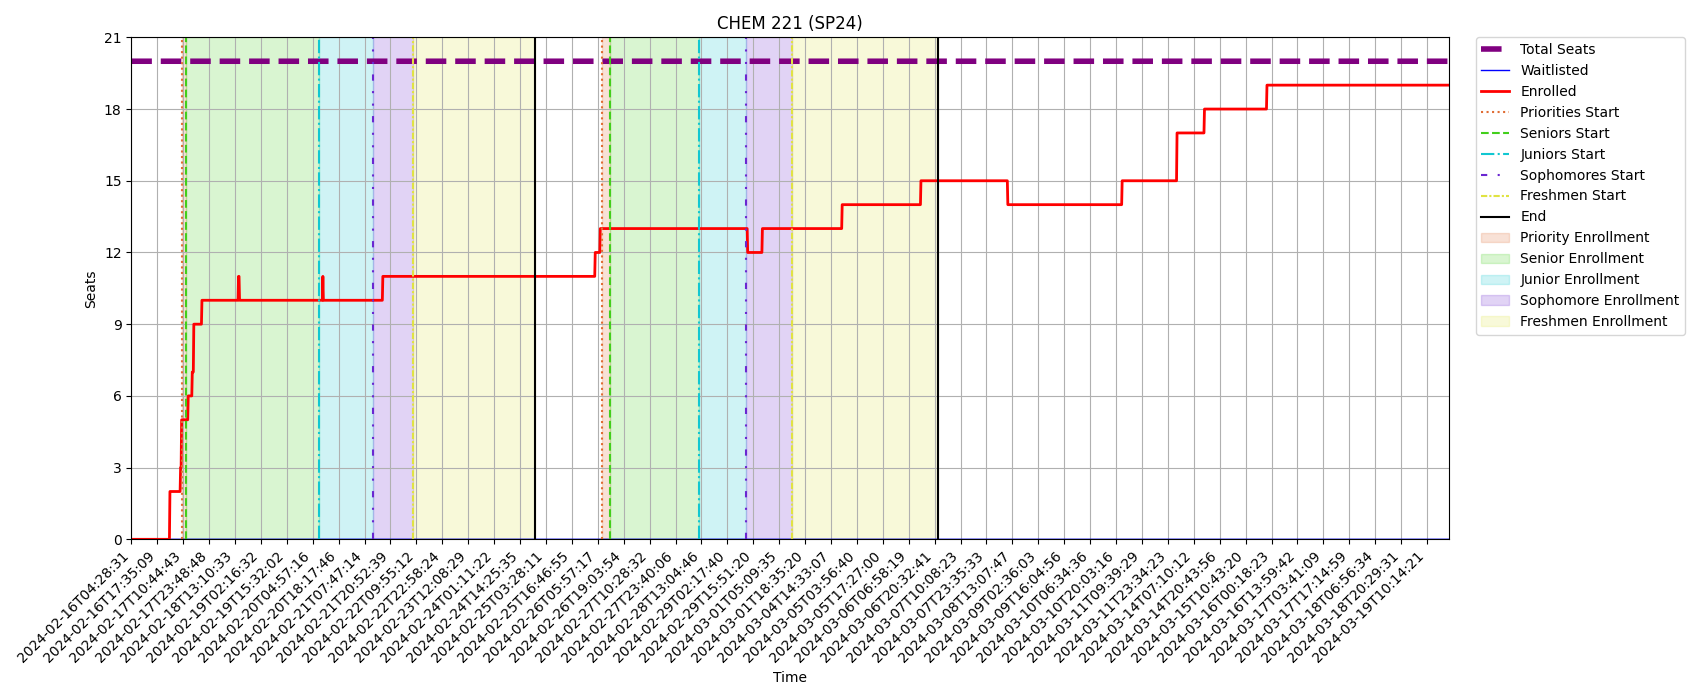 CHEM 221 (SP24)
Seats
21
18
15
12
9
6
3
0
2024-02-16T04:28:31
2024-02-16T17:35:09
2024-02-17T10:44:43
2024-02-17T23:48:48
2024-02-18T13:10:33
2024-02-19T02:16:32
2024-02-19T15:32:02
2024-02-20T04:57:16
2024-02-20T18:17:46
2024-02-21T07:47:14
2024-02-21T20:52:39
2024-02-22T09:55:12
2024-02-22T22:58:24
2024-02-23T12:08:29
2024-02-24T01:11:22
2024-02-24T14:25:35
2024-02-25T03:28:11
2024-02-25T16:46:55
2024-02-26T05:57:17
2024-02-26T19:03:54
2024-02-27T10:28:32
2024-02-27T23:40:06
2024-02-28T13:04:46
2024-02-29T02:17:40
2024-02-29T15:51:20
2024-03-01T05:09:35
2024-03-01T18:35:20
2024-03-04T14:33:07
2024-03-05T03:56:40
2024-03-05T17:27:00
2024-03-06T06:58:19
2024-03-06T20:32:41
2024-03-07T10:08:23
2024-03-07T23:35:33
2024-03-08T13:07:47
2024-03-09T02:36:03
2024-03-09T16:04:56
2024-03-10T06:34:36
2024-03-10T20:03:16
2024-03-11T09:39:29
2024-03-11T23:34:23
2024-03-14T07:10:12
2024-03-14T20:43:56
2024-03-15T10:43:20
2024-03-16T00:18:23
2024-03-16T13:59:42
2024-03-17T03:41:09
2024-03-17T17:14:59
2024-03-18T06:56:34
2024-03-18T20:29:31
2024-03-19T10:14:21
Time
Total Seats
Waitlisted
Enrolled
Priorities Start
Seniors Start
Juniors Start
Sophomores Start
Freshmen Start
End
Priority Enrollment
Senior Enrollment
Junior Enrollment
Sophomore Enrollment
Freshmen Enrollment